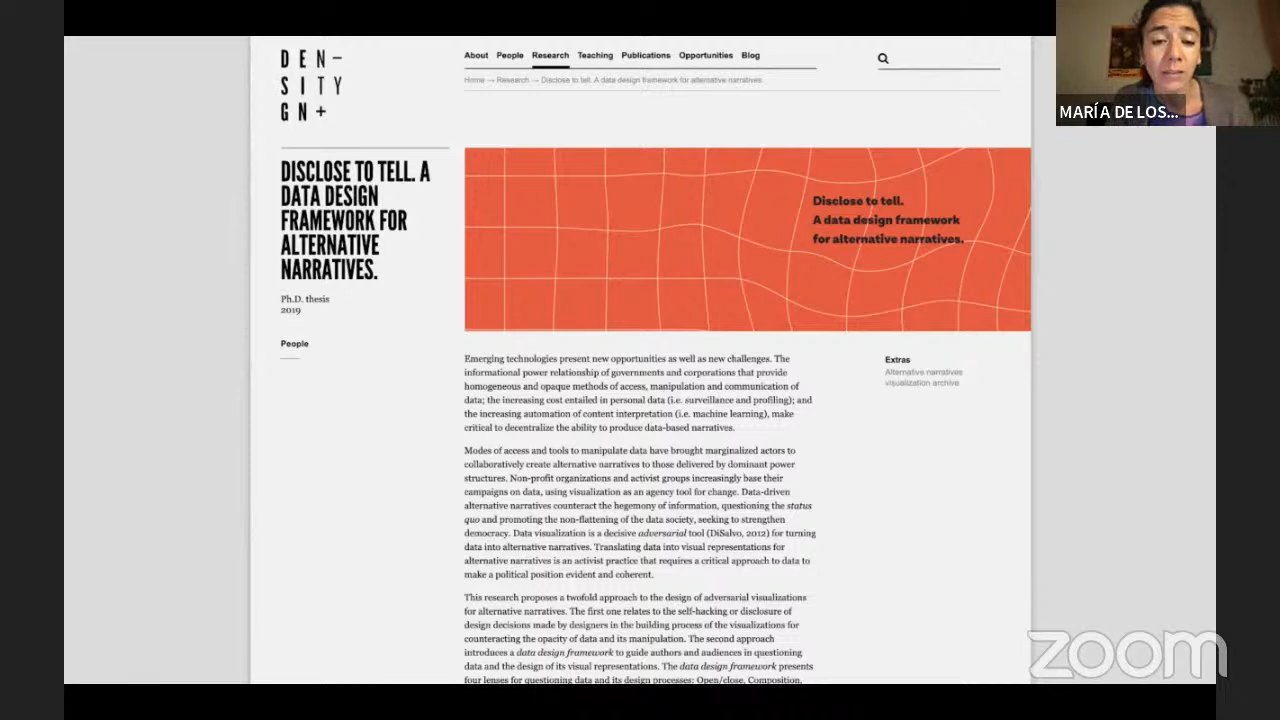 DEN–
SITY
GN+
About People Research Teaching Publications Opportunities Blog
Home → Research → Disclose to tell. A data design framework for alternative narratives
MARÍA DE LOS...
DISCLOSE TO TELL. A
DATA DESIGN
FRAMEWORK FOR
ALTERNATIVE
NARRATIVES.
Ph.D. thesis
2019
People
Disclose to tell.
A data design framework
for alternative narratives.
Emerging technologies present new opportunities as well as new challenges. The
informational power relationship of governments and corporations that provide
homogeneous and opaque methods of access, manipulation and communication of
data; the increasing cost entailed in personal data (i.e. surveillance and profiling); and
the increasing automation of content interpretation (i.e. machine learning), make
critical to decentralize the ability to produce data-based narratives.
Modes of access and tools to manipulate data have brought marginalized actors to
collaboratively create alternative narratives to those delivered by dominant power
structures. Non-profit organizations and activist groups increasingly base their
campaigns on data, using visualization as an agency tool for change. Data-driven
alternative narratives counteract the hegemony of information, questioning the status
quo and promoting the non-flattening of the data society, seeking to strengthen
democracy. Data visualization is a decisive adversarial tool (DiSalvo, 2012) for turning
data into alternative narratives. Translating data into visual representations for
alternative narratives is an activist practice that requires a critical approach to data to
make a political position evident and coherent.
This research proposes a twofold approach to the design of adversarial visualizations
for alternative narratives. The first one relates to the self-hacking or disclosure of
design decisions made by designers in the building process of the visualizations for
counteracting the opacity of data and its manipulation. The second approach
introduces a data design framework to guide authors and audiences in questioning
data and the design of its visual representations. The data design framework presents
four lenses for questioning data and its design processes: Open/close, Composition,
Extras
Alternative narratives
visualization archive
zoom